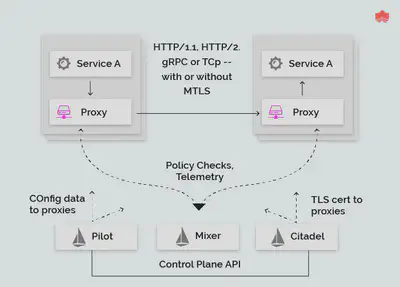 Service A
HTTP/1.1, HTTP/2.
gRPC or TCp --
with or without
MTLS
Service A
Proxy
Proxy
Policy Checks,
Telemetry
COnfig data
to proxies
TLS cert to
proxies
Pilot
Mixer
Citadel
Control Plane API